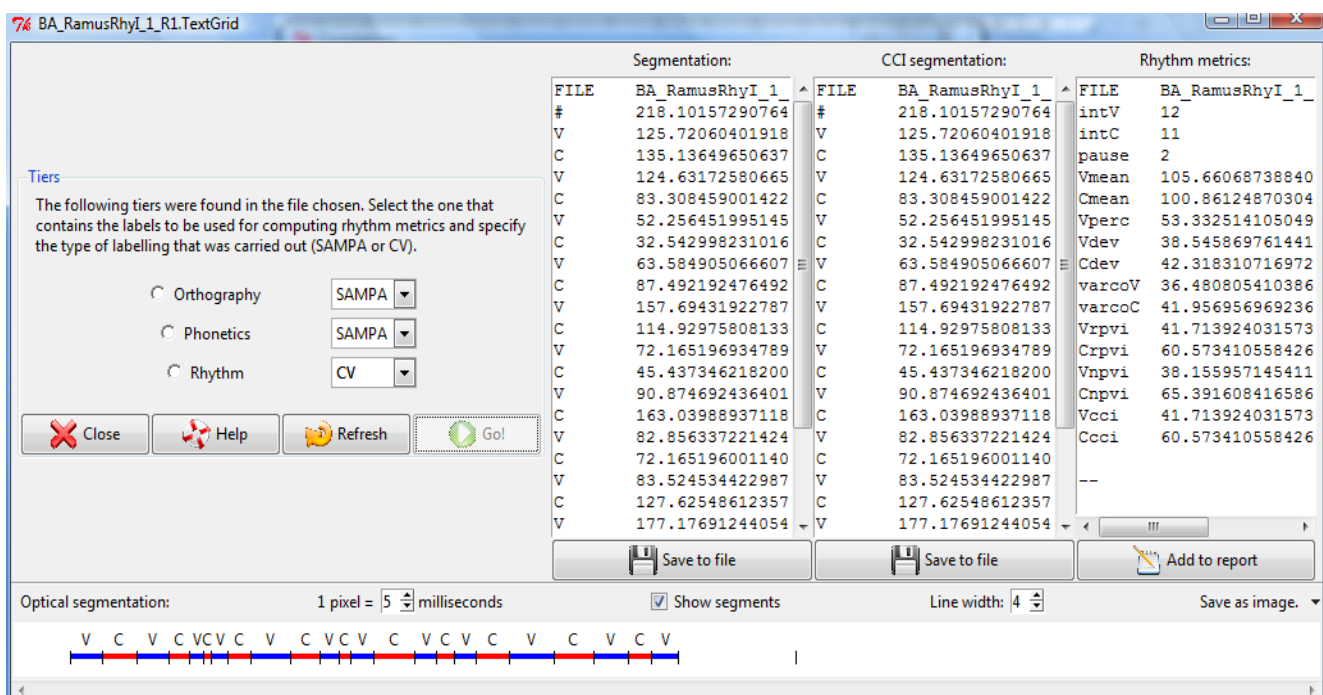 BA_RamusRhyI_1_R1.TextGrid
Segmentation:
CCI segmentation:
Rhythm metrics:
Tiers
The following tiers were found in the file chosen. Select the one that
contains the labels to be used for computing rhythm metrics and specify
the type of labelling that was carried out (SAMPA or CV).
Orthography SAMPA
Phonetics SAMPA
Rhythm CV
Close Help Refresh Go!
FILE BA_RamusRhyI_1_
# 218.10157290764
V 125.72060401918
C 135.13649650637
V 124.63172580665
C 83.308459001422
V 52.256451995145
C 32.542998231016
V 63.584905066607
C 87.492192476492
V 157.69431922787
C 114.92975808133
V 72.165196934789
C 45.437346218200
V 90.874692436401
C 163.03988937118
V 82.856337221424
C 72.165196001140
V 83.524534422987
C 127.62548612357
V 177.17691244054
Save to file
FILE BA_RamusRhyI_1_
# 218.10157290764
V 125.72060401918
C 135.13649650637
V 124.63172580665
C 83.308459001422
V 52.256451995145
C 32.542998231016
V 63.584905066607
C 87.492192476492
V 157.69431922787
C 114.92975808133
V 72.165196934789
C 45.437346218200
V 90.874692436401
C 163.03988937118
V 82.856337221424
C 72.165196001140
V 83.524534422987
C 127.62548612357
V 177.17691244054
Save to file
FILE BA_RamusRhyI_1_
intV 12
intC 11
pause 2
Vmean 105.66068738840
Cmean 100.86124870304
Vperc 53.332514105049
Vdev 38.545869761441
Cdev 42.318310716972
varcoV 36.480805410386
varcoC 41.956956969236
Vrpvi 41.713924031573
Crpvi 60.573410558426
Vnpvi 38.155957145411
Cnpvi 65.391608416586
Vcci 41.713924031573
Ccci 60.573410558426
--
Add to report
Optical segmentation: 1 pixel = 5 milliseconds Show segments Line width: 4 Save as image.
V C V C V C V C V C V C V C V C V C V C V C V